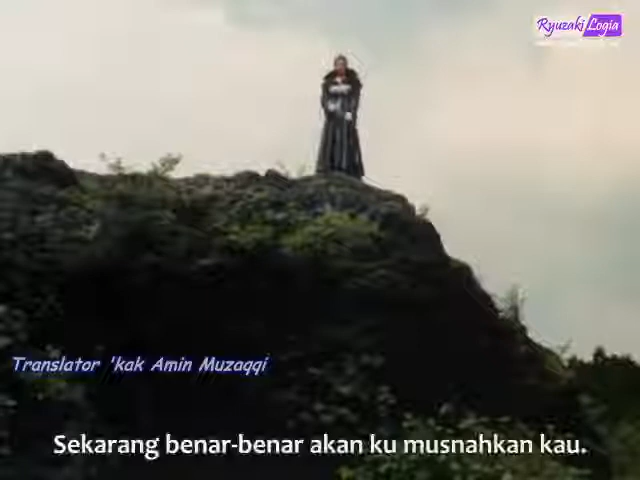 Ryuzaki Logia
Translator 'kak Amin Muzaqqi
Sekarang benar-benar akan ku musnahkan kau.